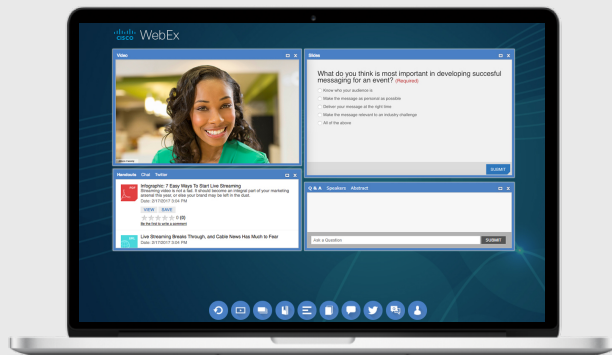 cisco WebEx
Video
Slides
What do you think is most important in developing succesful
messaging for an event? (Required)
Know who your audience is
Make the message as personal as possible
Deliver your message at the right time
Make the message relevant to an industry challenge
All of the above
SUBMIT
Handouts Chat Twitter
Infographic: 7 Easy Ways To Start Live Streaming
Streaming video is not a fad. It should become an integral part of your marketing
arsenal this year, or else your brand may be left in the dust.
Date: 2/17/2017 3:04 PM
VIEW SAVE
0 (0)
Be the first to write a comment
Live Streaming Breaks Through, and Cable News Has Much to Fear
Date: 2/17/2017 3:04 PM
Q & A Speakers Abstract
Ask a Question
SUBMIT